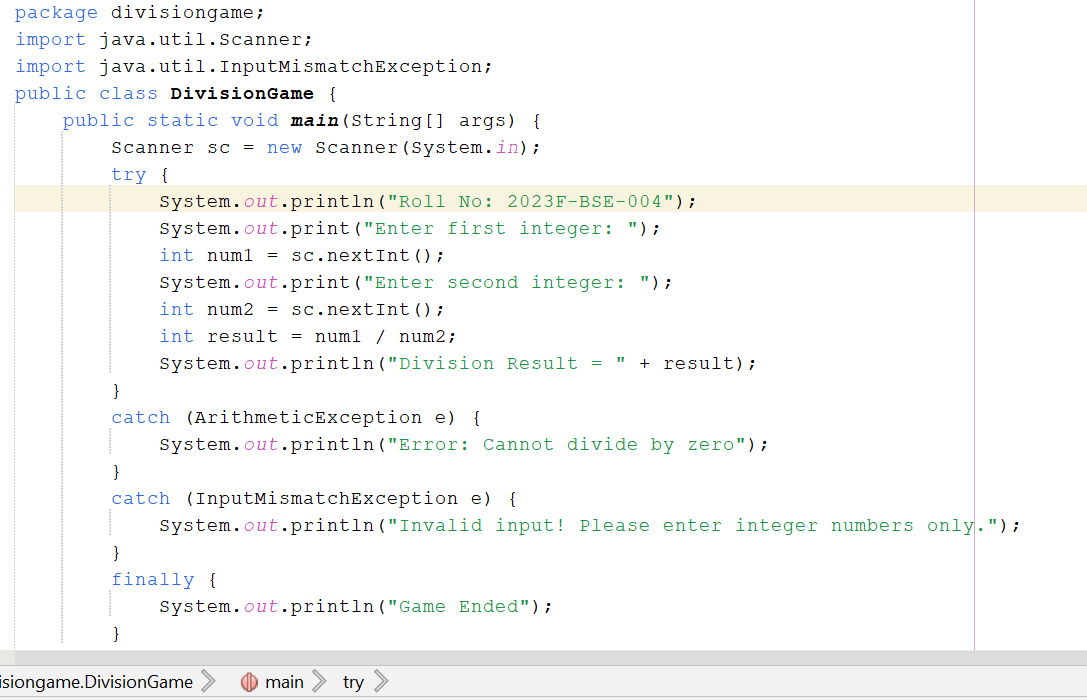 package divisiongame;
import java.util.Scanner;
import java.util.InputMismatchException;
public class DivisionGame {
    public static void main(String[] args) {
        Scanner sc = new Scanner(System.in);
        try {
            System.out.println("Roll No: 2023F-BSE-004");
            System.out.print("Enter first integer: ");
            int num1 = sc.nextInt();
            System.out.print("Enter second integer: ");
            int num2 = sc.nextInt();
            int result = num1 / num2;
            System.out.println("Division Result = " + result);
        }
        catch (ArithmeticException e) {
            System.out.println("Error: Cannot divide by zero");
        }
        catch (InputMismatchException e) {
            System.out.println("Invalid input! Please enter integer numbers only.");
        }
        finally {
            System.out.println("Game Ended");
        }
isiongame.DivisionGame main try